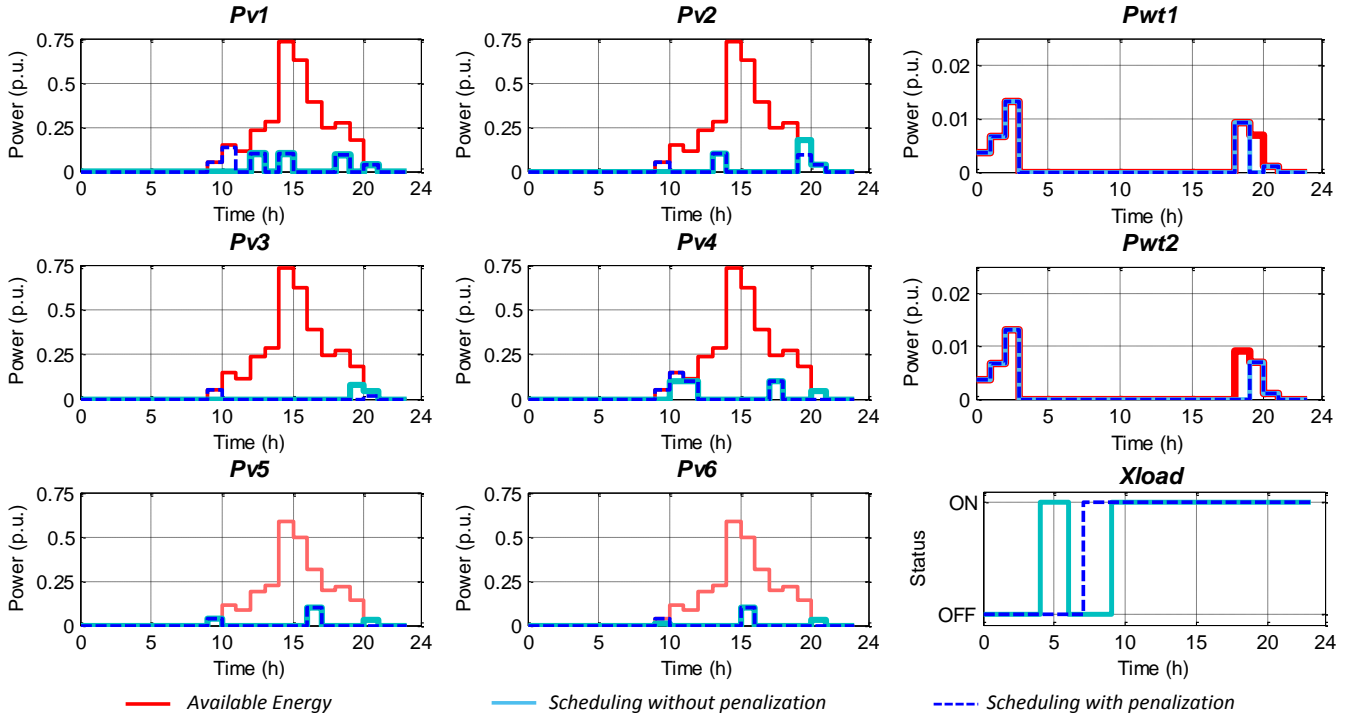 Pv1
Power (p.u.)
0.75
0.5
0.25
0
0 5 10 15 20 24
Time (h)
Pv2
Power (p.u.)
0.75
0.5
0.25
0
0 5 10 15 20 24
Time (h)
Pwt1
Power (p.u.)
0.02
0.01
0
0 5 10 15 20 24
Time (h)
Pv3
Power (p.u.)
0.75
0.5
0.25
0
0 5 10 15 20 24
Time (h)
Pv4
Power (p.u.)
0.75
0.5
0.25
0
0 5 10 15 20 24
Time (h)
Pwt2
Power (p.u.)
0.02
0.01
0
0 5 10 15 20 24
Time (h)
Pv5
Power (p.u.)
0.75
0.5
0.25
0
0 5 10 15 20 24
Time (h)
Pv6
Power (p.u.)
0.75
0.5
0.25
0
0 5 10 15 20 24
Time (h)
Xload
Status
ON
OFF
0 5 10 15 20 24
Time (h)
Available Energy
Scheduling without penalization
Scheduling with penalization